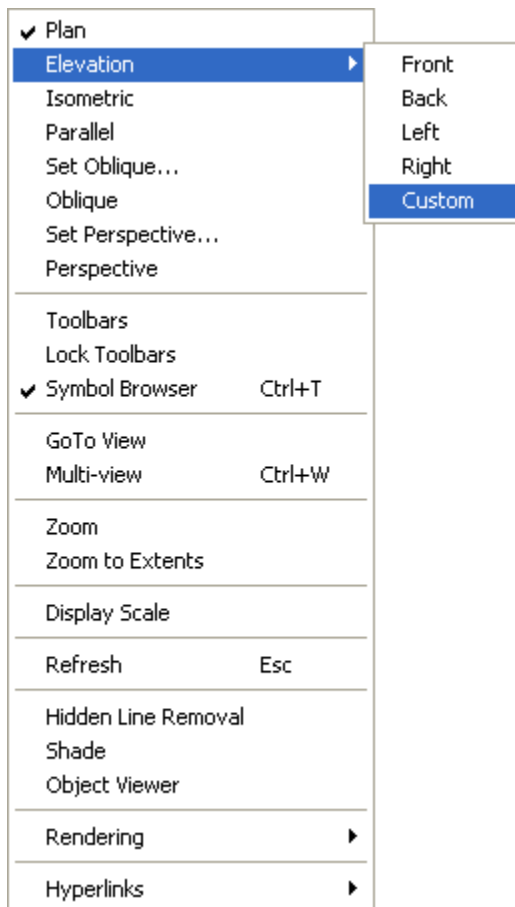 Plan
Elevation
Isometric
Parallel
Set Oblique...
Oblique
Set Perspective...
Perspective
Toolbars
Lock Toolbars
Symbol Browser Ctrl+T
GoTo View
Multi-view Ctrl+W
Zoom
Zoom to Extents
Display Scale
Refresh Esc
Hidden Line Removal
Shade
Object Viewer
Rendering
Hyperlinks
Front
Back
Left
Right
Custom